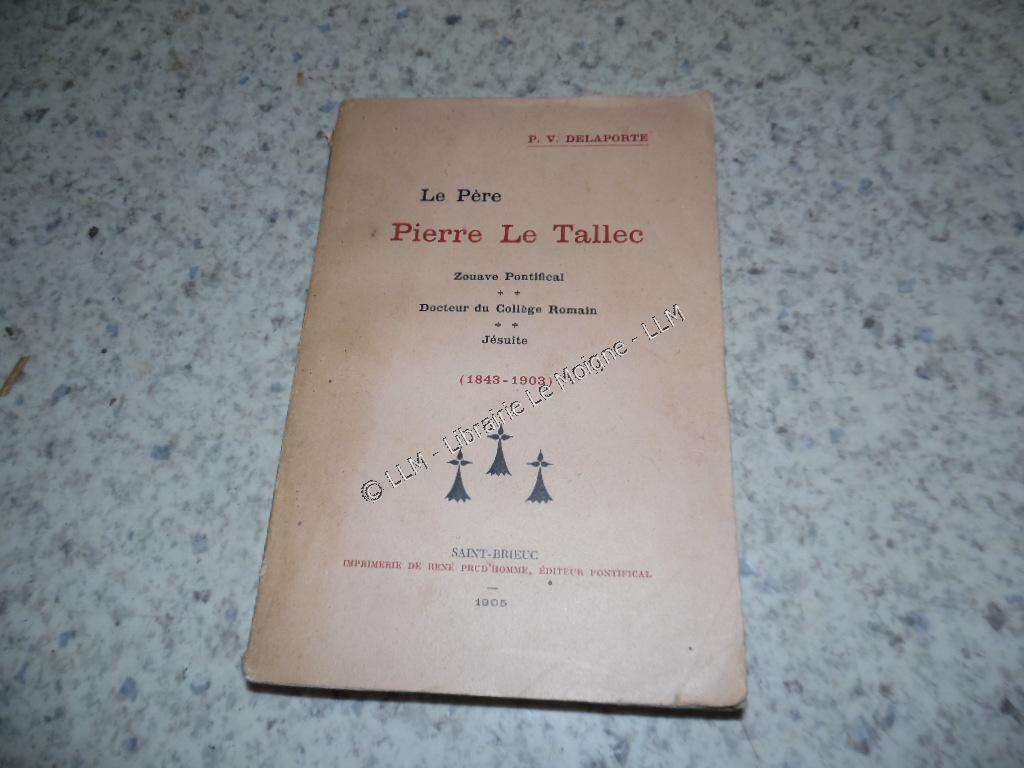 P. V. DELAPORTE
Le Père
Pierre Le Tallec
Zouave Pontifical
Docteur du Collège Romain
Jésuite
(1843-1903)
© LLM - Librairie Le Moigne - LLM
SAINT-BRIEUC
IMPRIMERIE DE RENÉ PRUD'HOMME, ÉDITEUR PONTIFICAL
1905